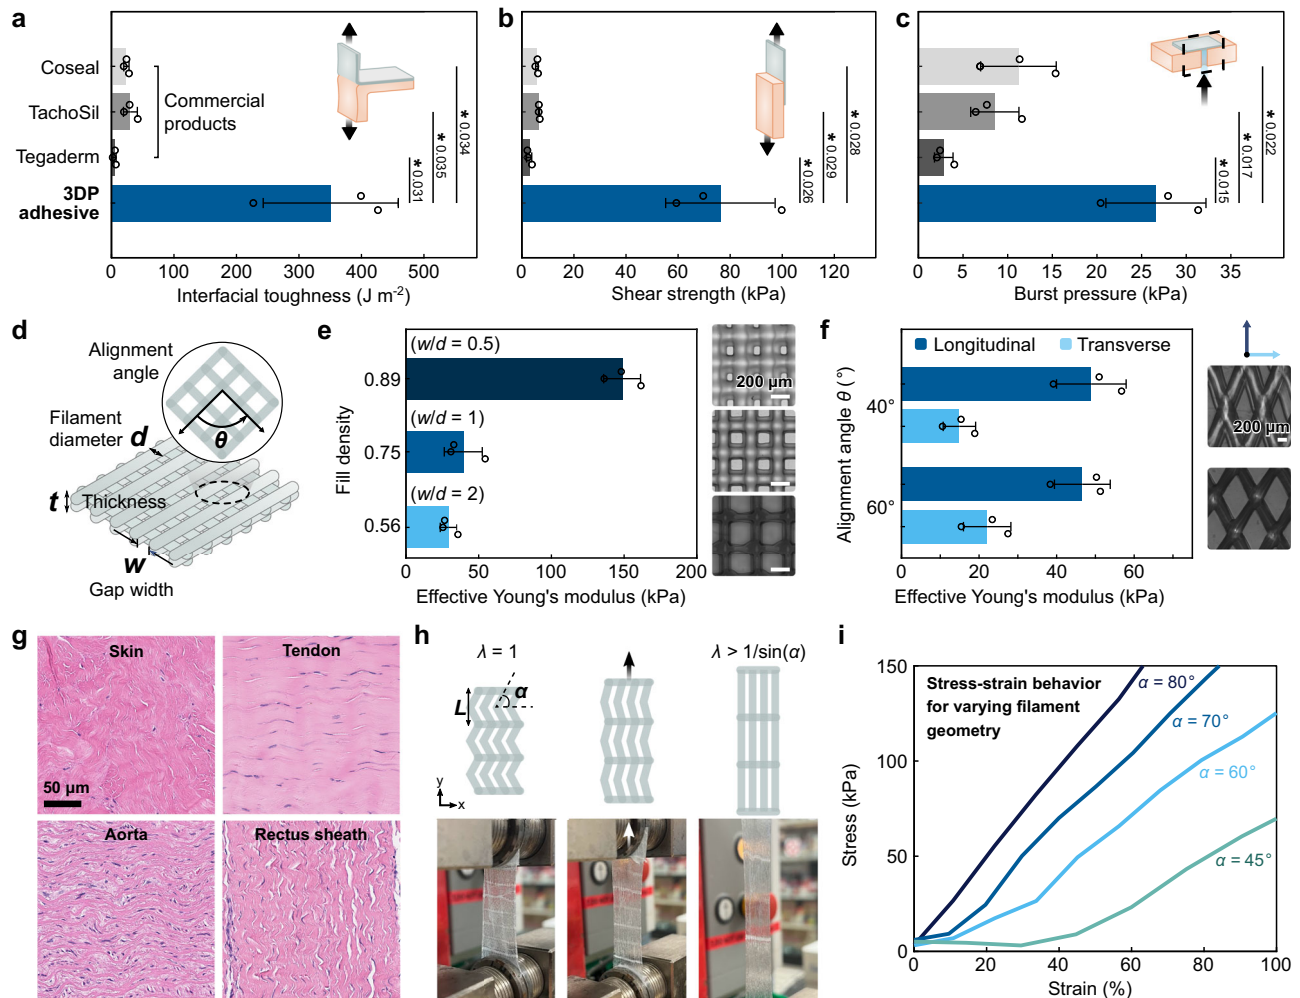 a
Coseal
TachoSil
Tegaderm
3DP
adhesive
Commercial
products
* 0.031
* 0.035
* 0.034
0 100 200 300 400 500
Interfacial toughness (J m-2)
b
* 0.026
* 0.029
* 0.028
0 20 40 60 80 100 120
Shear strength (kPa)
c
* 0.015
* 0.017
* 0.022
0 5 10 15 20 25 30 35
Burst pressure (kPa)
d
Alignment
angle
Filament
diameter
d
θ
t
Thickness
w
Gap width
e
Fill density
(w/d = 0.5)
0.89
(w/d = 1)
0.75
(w/d = 2)
0.56
0 50 100 150 200
Effective Young's modulus (kPa)
200 µm
f
Longitudinal Transverse
Alignment angle θ (°)
40°
60°
0 20 40 60
Effective Young's modulus (kPa)
200 µm
g
Skin
Tendon
50 µm
Aorta
Rectus sheath
h
λ = 1
λ > 1/sin(α)
L
α
y
x
i
Stress-strain behavior
for varying filament
geometry
α = 80°
α = 70°
α = 60°
α = 45°
Stress (kPa)
150
100
50
0
0 20 40 60 80 100
Strain (%)